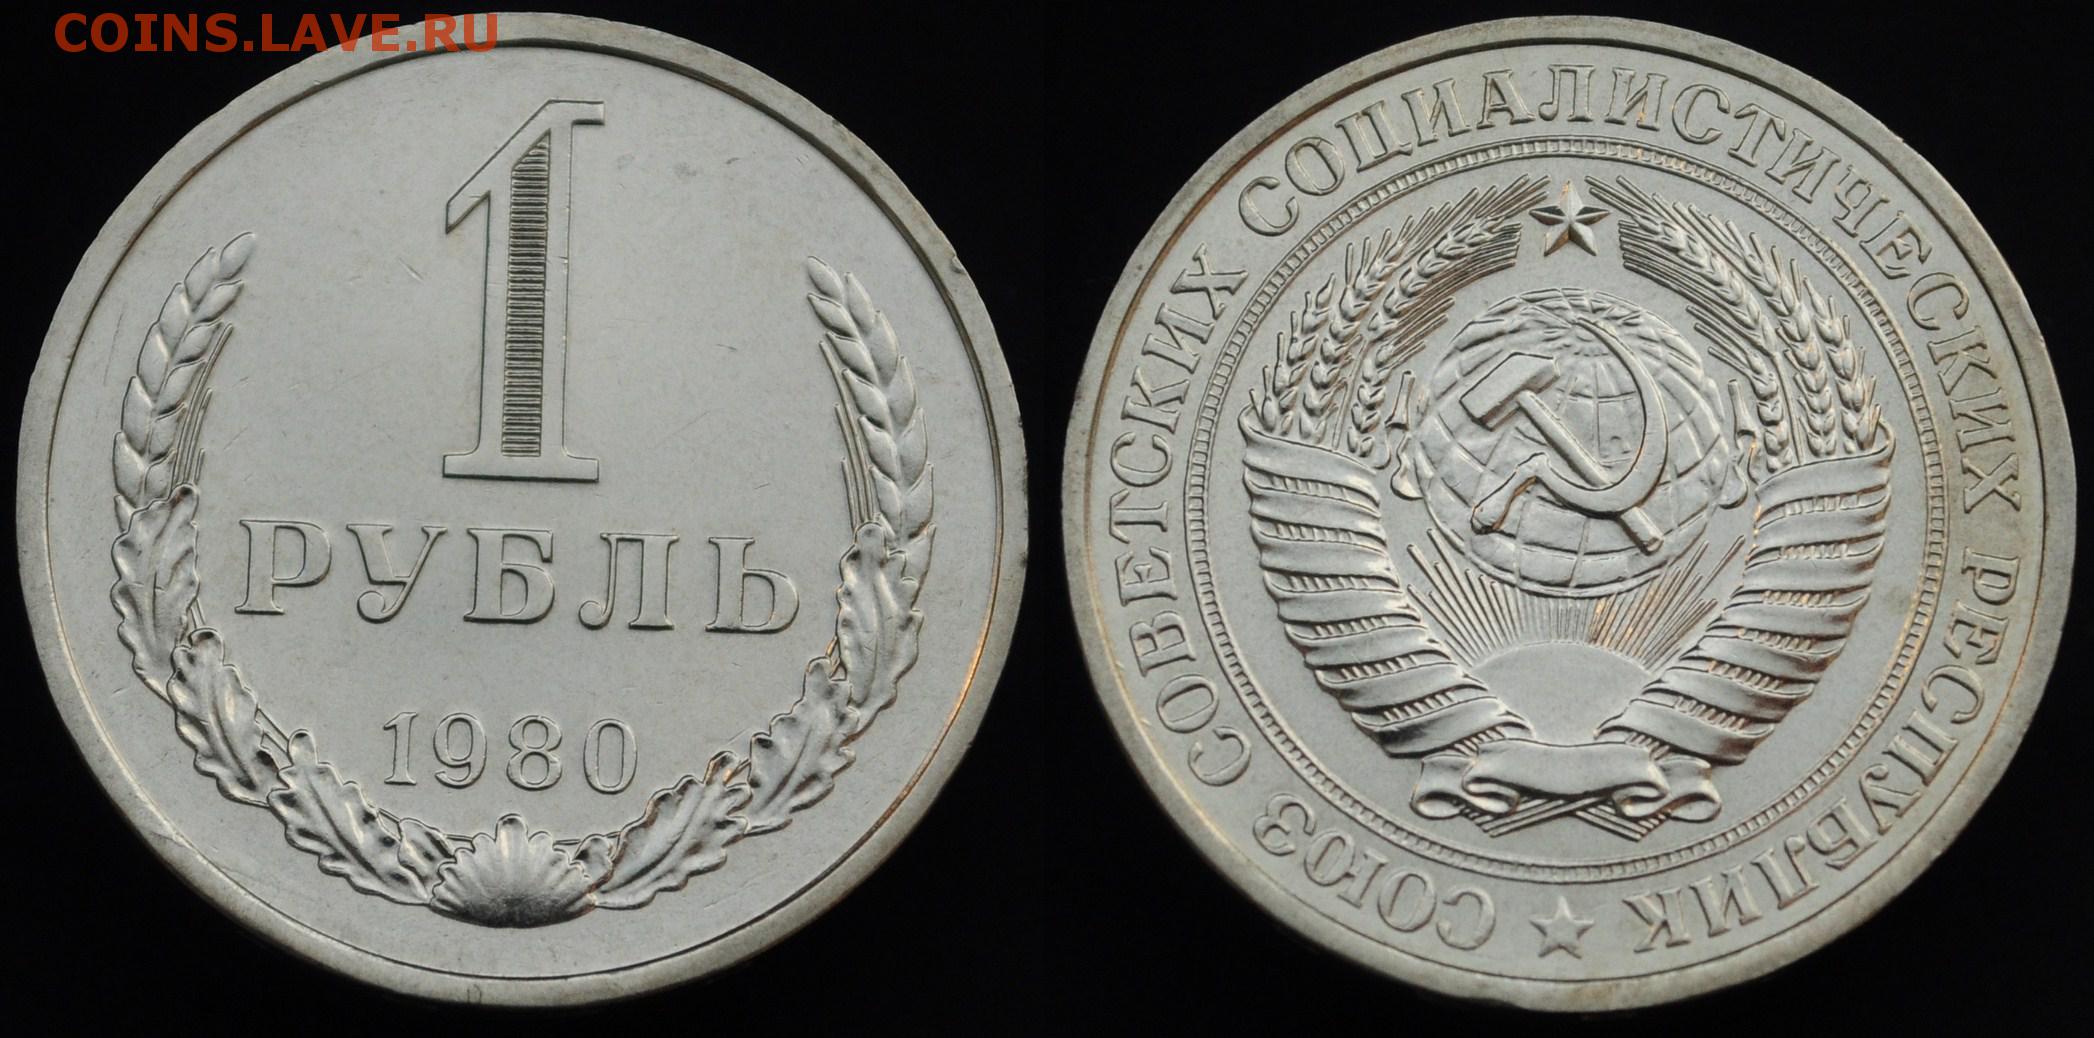 COINS.LAVE.RU
1
РУБЛЬ
1980
СОЮЗ СОВЕТСКИХ СОЦИАЛИСТИЧЕСКИХ РЕСПУБЛИК